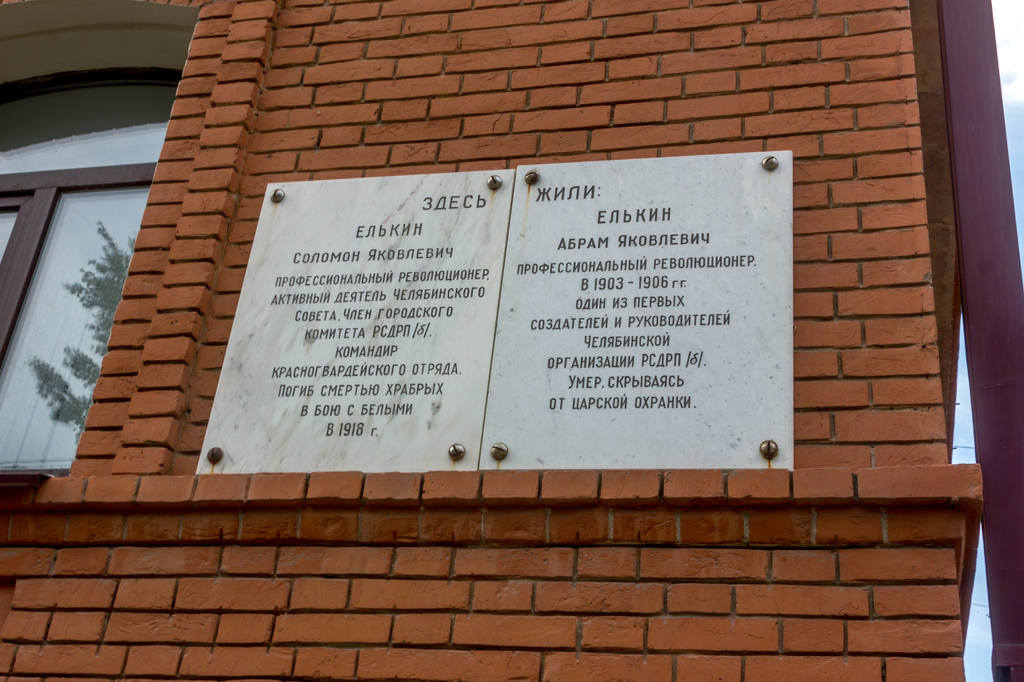 ЗДЕСЬ ЖИЛИ:
ЕЛЬКИН
СОЛОМОН ЯКОВЛЕВИЧ
ПРОФЕССИОНАЛЬНЫЙ РЕВОЛЮЦИОНЕР,
АКТИВНЫЙ ДЕЯТЕЛЬ ЧЕЛЯБИНСКОГО
СОВЕТА. ЧЛЕН ГОРОДСКОГО
КОМИТЕТА РСДРП /б/.
КОМАНДИР
КРАСНОГВАРДЕЙСКОГО ОТРЯДА.
ПОГИБ СМЕРТЬЮ ХРАБРЫХ
В БОЮ С БЕЛЫМИ
В 1918 г.
ЕЛЬКИН
АБРАМ ЯКОВЛЕВИЧ
ПРОФЕССИОНАЛЬНЫЙ РЕВОЛЮЦИОНЕР.
В 1903 - 1906 гг.
ОДИН ИЗ ПЕРВЫХ
СОЗДАТЕЛЕЙ И РУКОВОДИТЕЛЕЙ
ЧЕЛЯБИНСКОЙ
ОРГАНИЗАЦИИ РСДРП /б/.
УМЕР, СКРЫВАЯСЬ
ОТ ЦАРСКОЙ ОХРАНКИ.